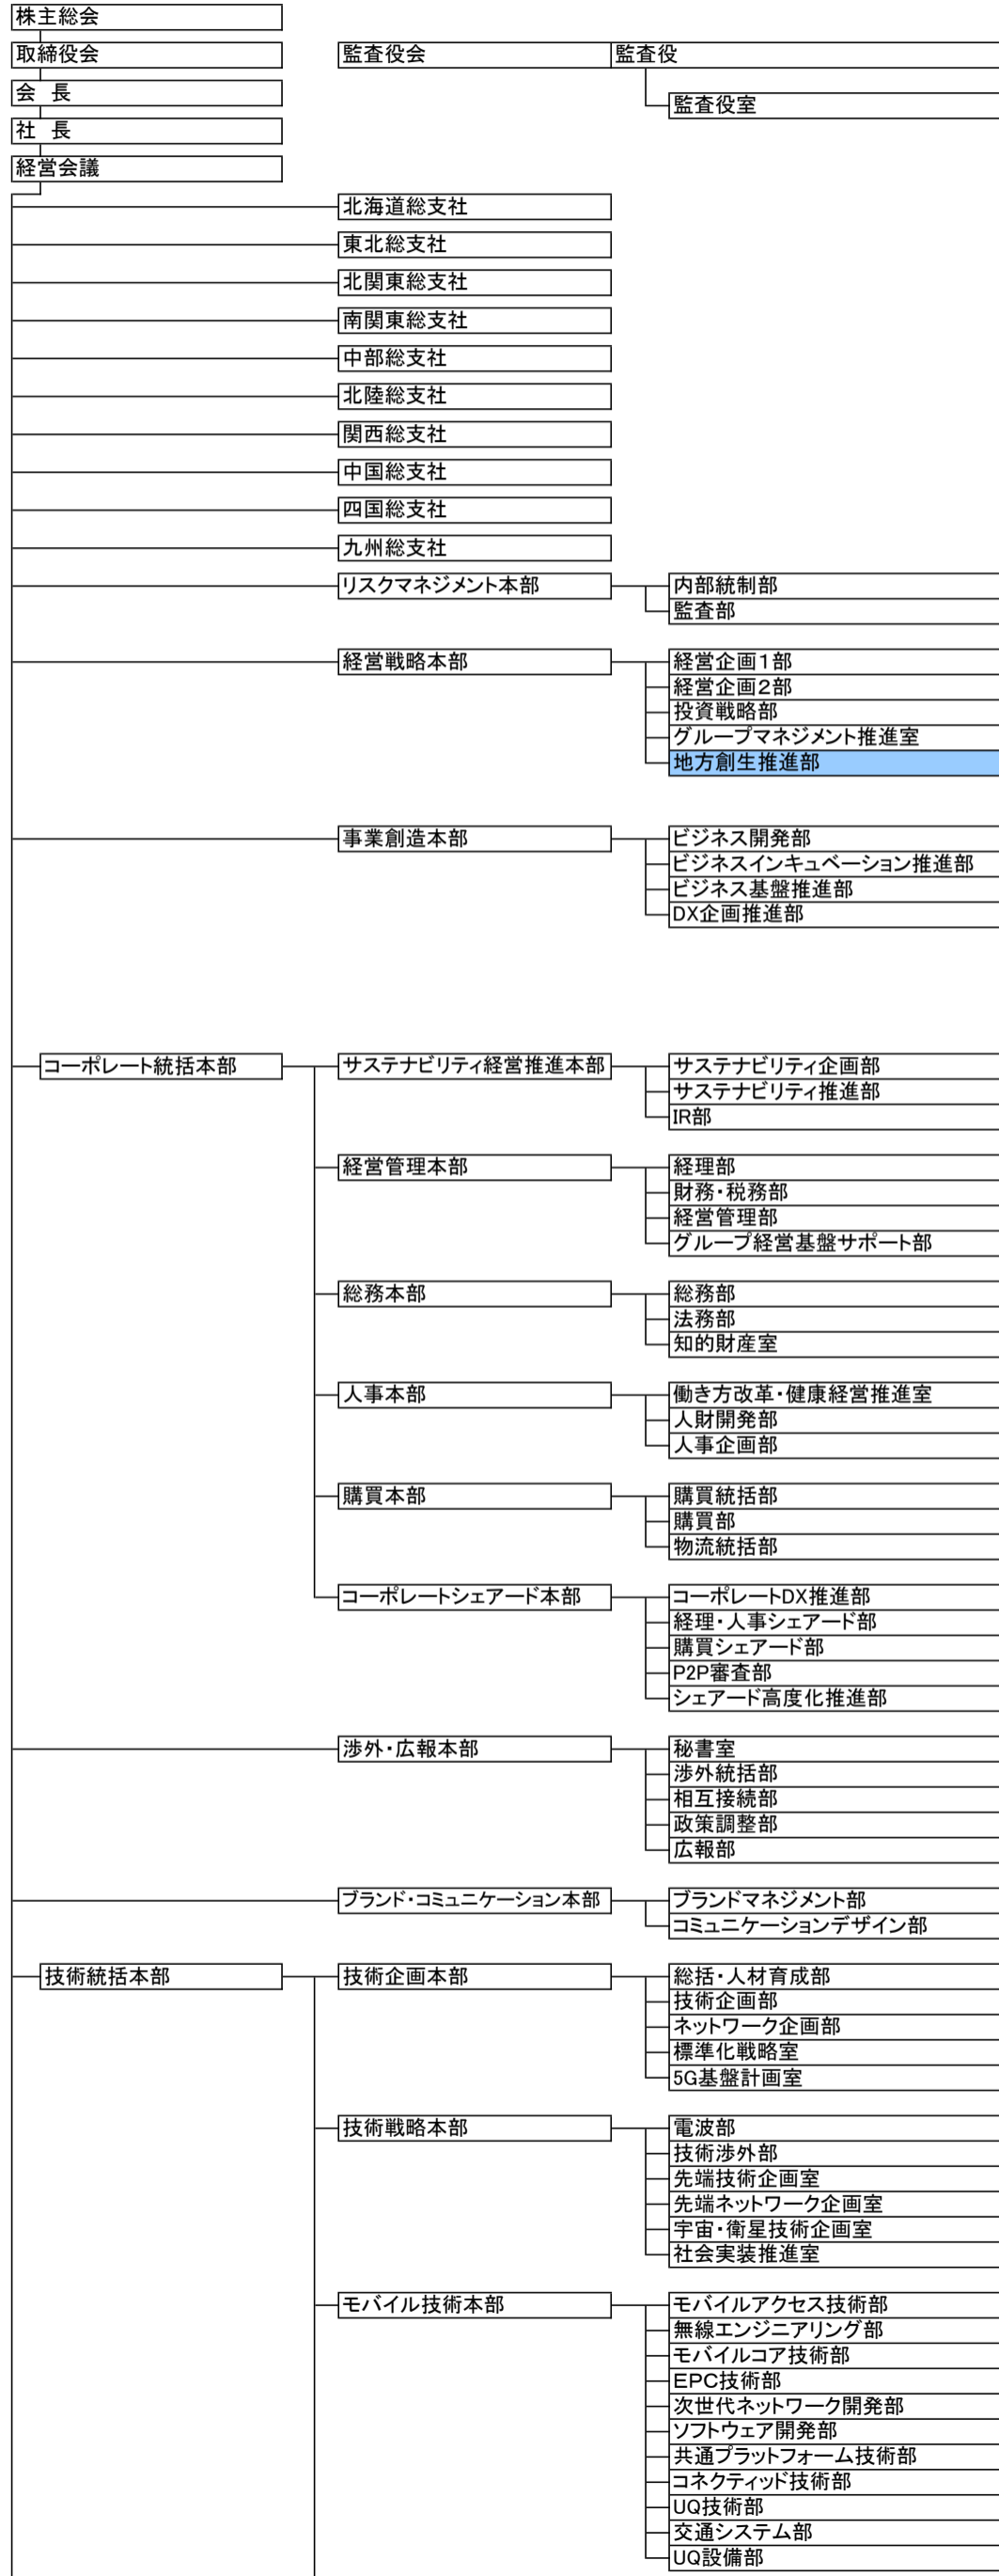 株主総会
取締役会
監査役会
監査役
会　長
監査役室
社　長
経営会議
北海道総支社
東北総支社
北関東総支社
南関東総支社
中部総支社
北陸総支社
関西総支社
中国総支社
四国総支社
九州総支社
リスクマネジメント本部
内部統制部
監査部
経営戦略本部
経営企画１部
経営企画２部
投資戦略部
グループマネジメント推進室
地方創生推進部
事業創造本部
ビジネス開発部
ビジネスインキュベーション推進部
ビジネス基盤推進部
DX企画推進部
コーポレート統括本部
サステナビリティ経営推進本部
サステナビリティ企画部
サステナビリティ推進部
IR部
経営管理本部
経理部
財務・税務部
経営管理部
グループ経営基盤サポート部
総務本部
総務部
法務部
知的財産室
人事本部
働き方改革・健康経営推進室
人財開発部
人事企画部
購買本部
購買統括部
購買部
物流統括部
コーポレートシェアード本部
コーポレートDX推進部
経理・人事シェアード部
購買シェアード部
P2P審査部
シェアード高度化推進部
渉外・広報本部
秘書室
渉外統括部
相互接続部
政策調整部
広報部
ブランド・コミュニケーション本部
ブランドマネジメント部
コミュニケーションデザイン部
技術統括本部
技術企画本部
総括・人材育成部
技術企画部
ネットワーク企画部
標準化戦略室
5G基盤計画室
技術戦略本部
電波部
技術渉外部
先端技術企画室
先端ネットワーク企画室
宇宙・衛星技術企画室
社会実装推進室
モバイル技術本部
モバイルアクセス技術部
無線エンジニアリング部
モバイルコア技術部
EPC技術部
次世代ネットワーク開発部
ソフトウェア開発部
共通プラットフォーム技術部
コネクティッド技術部
UQ技術部
交通システム部
UQ設備部